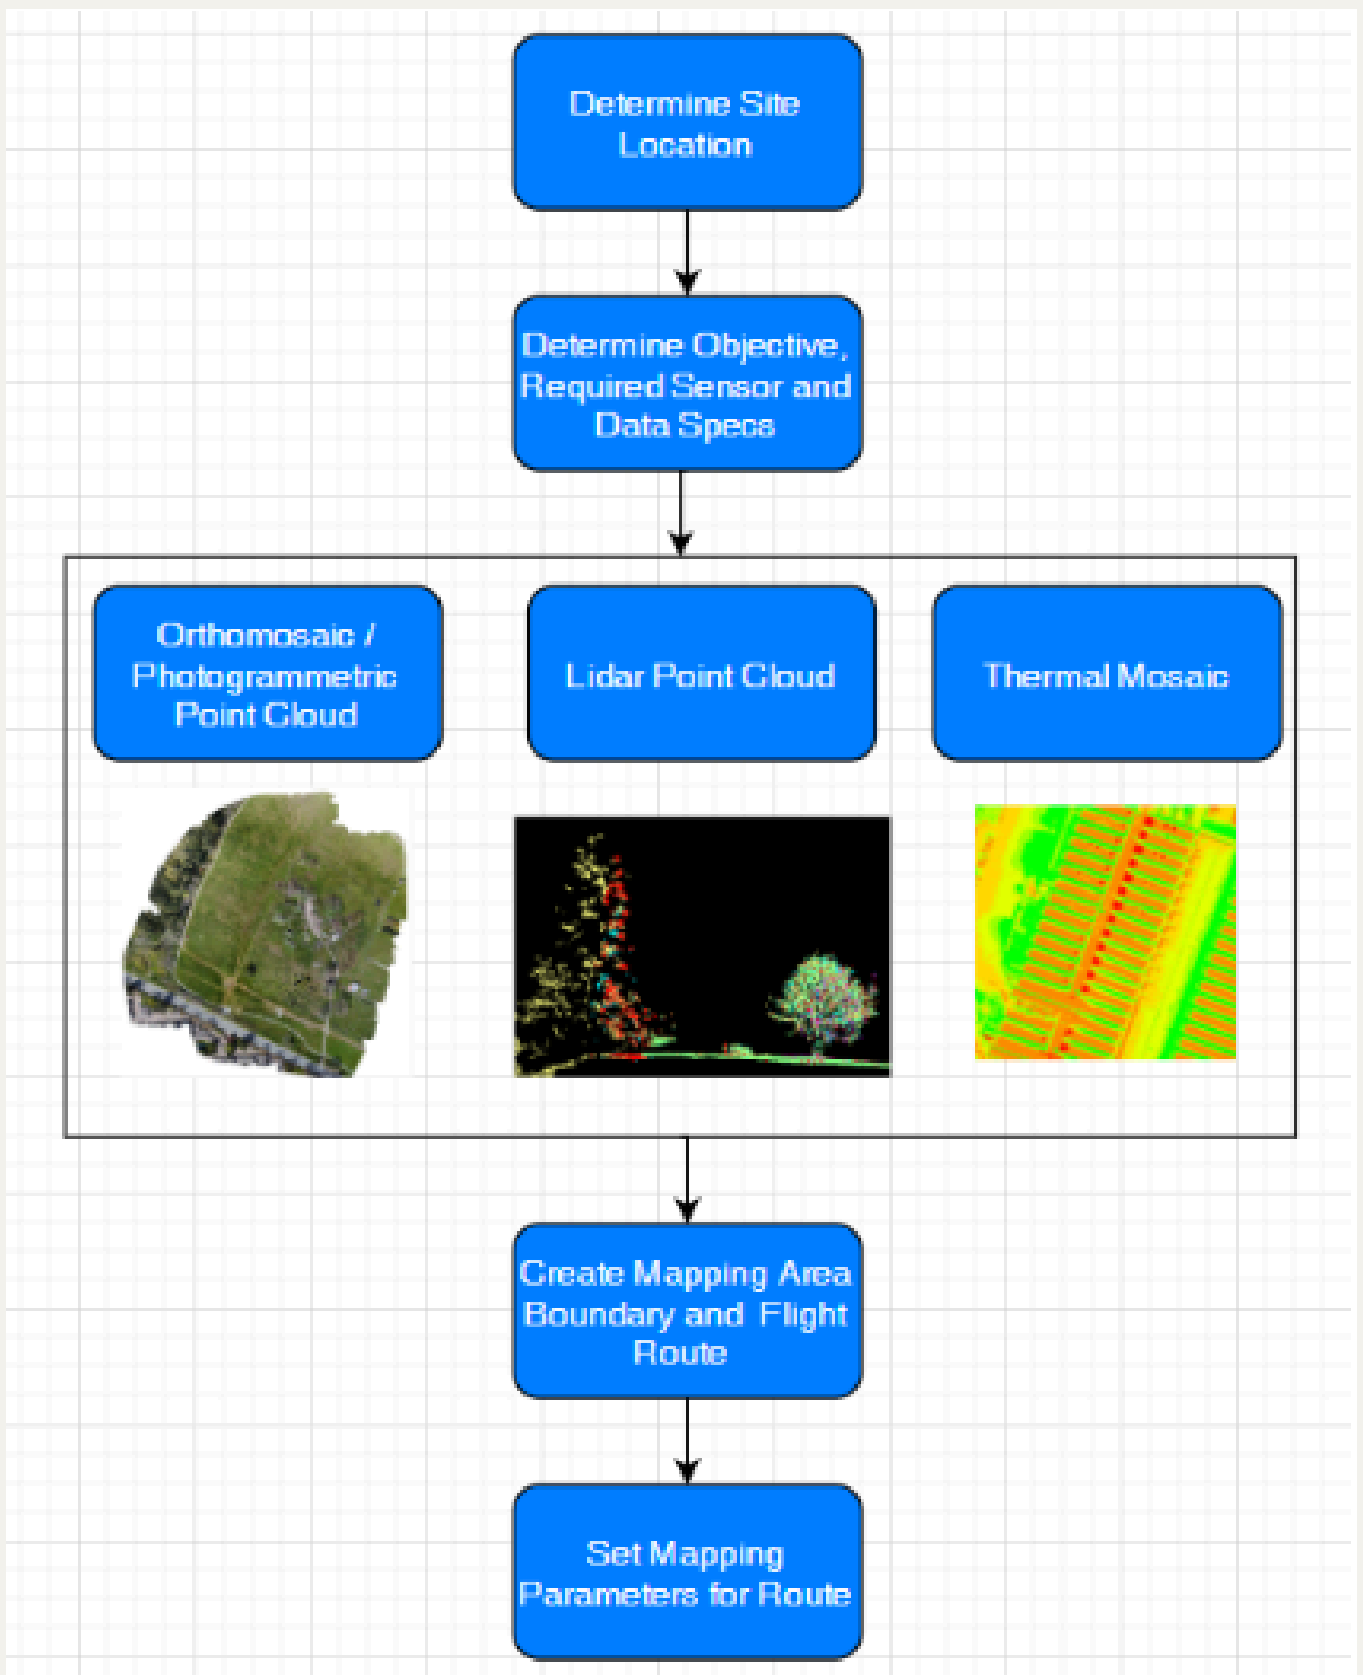 Determine Site
Location
Determine Objective,
Required Sensor and
Data Specs
Orthomosaic /
Photogrammetric
Point Cloud
Lidar Point Cloud
Thermal Mosaic
Create Mapping Area
Boundary and Flight
Route
Set Mapping
Parameters for Route